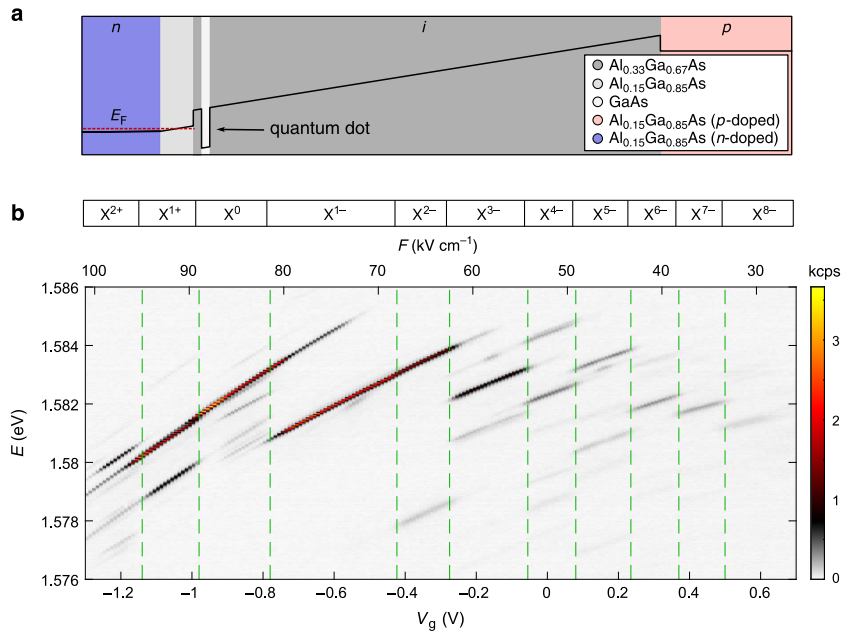 a
n i p
E_F
quantum dot
Al0.33Ga0.67As
Al0.15Ga0.85As
GaAs
Al0.15Ga0.85As (p-doped)
Al0.15Ga0.85As (n-doped)
b
X2+ X1+ X0 X1– X2– X3– X4– X5– X6– X7– X8–
F (kV cm–1)
100 90 80 70 60 50 40 30
kcps
1.586
1.584
1.582
1.58
1.578
1.576
E (eV)
3
2
1
0
–1.2 –1 –0.8 –0.6 –0.4 –0.2 0 0.2 0.4 0.6
Vg (V)